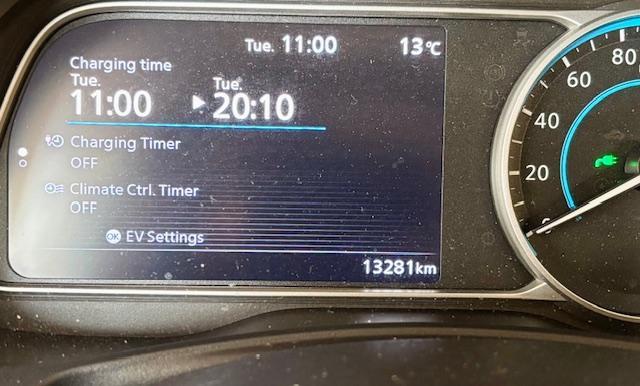 Tue. 11:00 13°C
Charging time
Tue. Tue.
11:00 ▶ 20:10
Charging Timer
OFF
Climate Ctrl. Timer
OFF
OK EV Settings
13281km
80
60
40
20
0